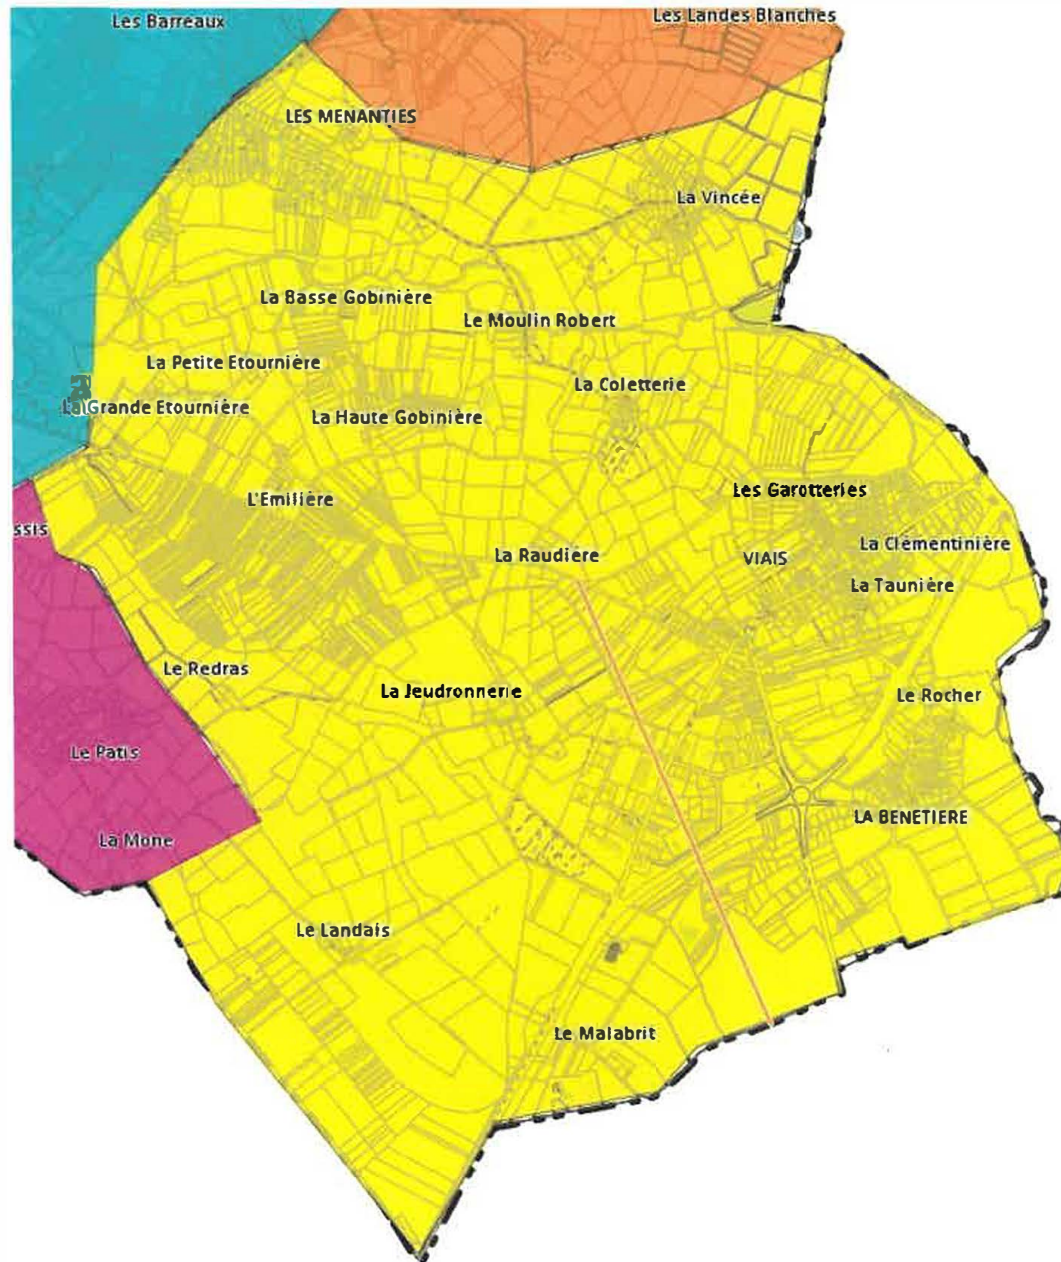 Les Barreaux
Les Landes Blanches
LES MENANTIES
La Vincée
La Basse Gobinière
Le Moulin Robert
La Petite Etournière
La Coletterie
La Grande Etournière
La Haute Gobinière
Les Garotteries
L'Emilière
ssis
La Clémentinière
La Raudière
VIAIS
La Taunière
Le Redras
La Jeudronnerie
Le Rocher
Le Patis
LA BENETIERE
La Mone
Le Landais
Le Malabrit